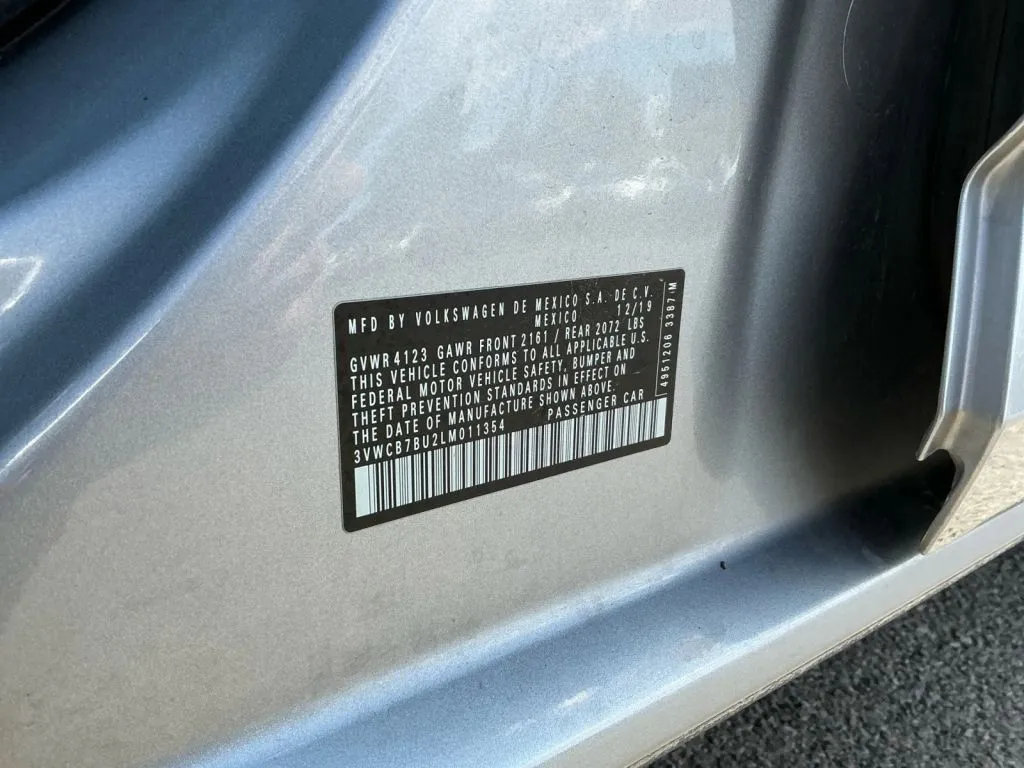 MFD BY VOLKSWAGEN DE MEXICO S.A. DE C.V.
MEXICO 12/19
GVWR 4123 GAWR FRONT 2161 / REAR 2072 LBS
THIS VEHICLE CONFORMS TO ALL APPLICABLE U.S.
FEDERAL MOTOR VEHICLE SAFETY, BUMPER AND
THEFT PREVENTION STANDARDS IN EFFECT ON
THE DATE OF MANUFACTURE SHOWN ABOVE.
3VWCB7BU2LM011354 PASSENGER CAR
4951206 3387 M